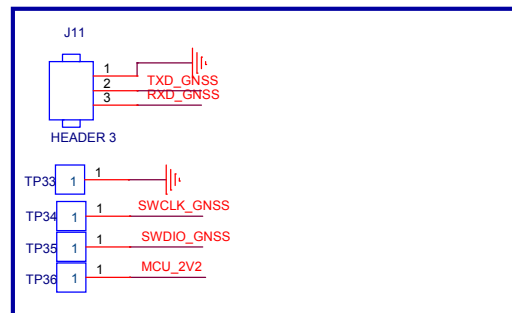 J11
1
2 TXD_GNSS
3 RXD_GNSS
HEADER 3
TP33 1 1
TP34 1 1 SWCLK_GNSS
TP35 1 1 SWDIO_GNSS
TP36 1 1 MCU_2V2